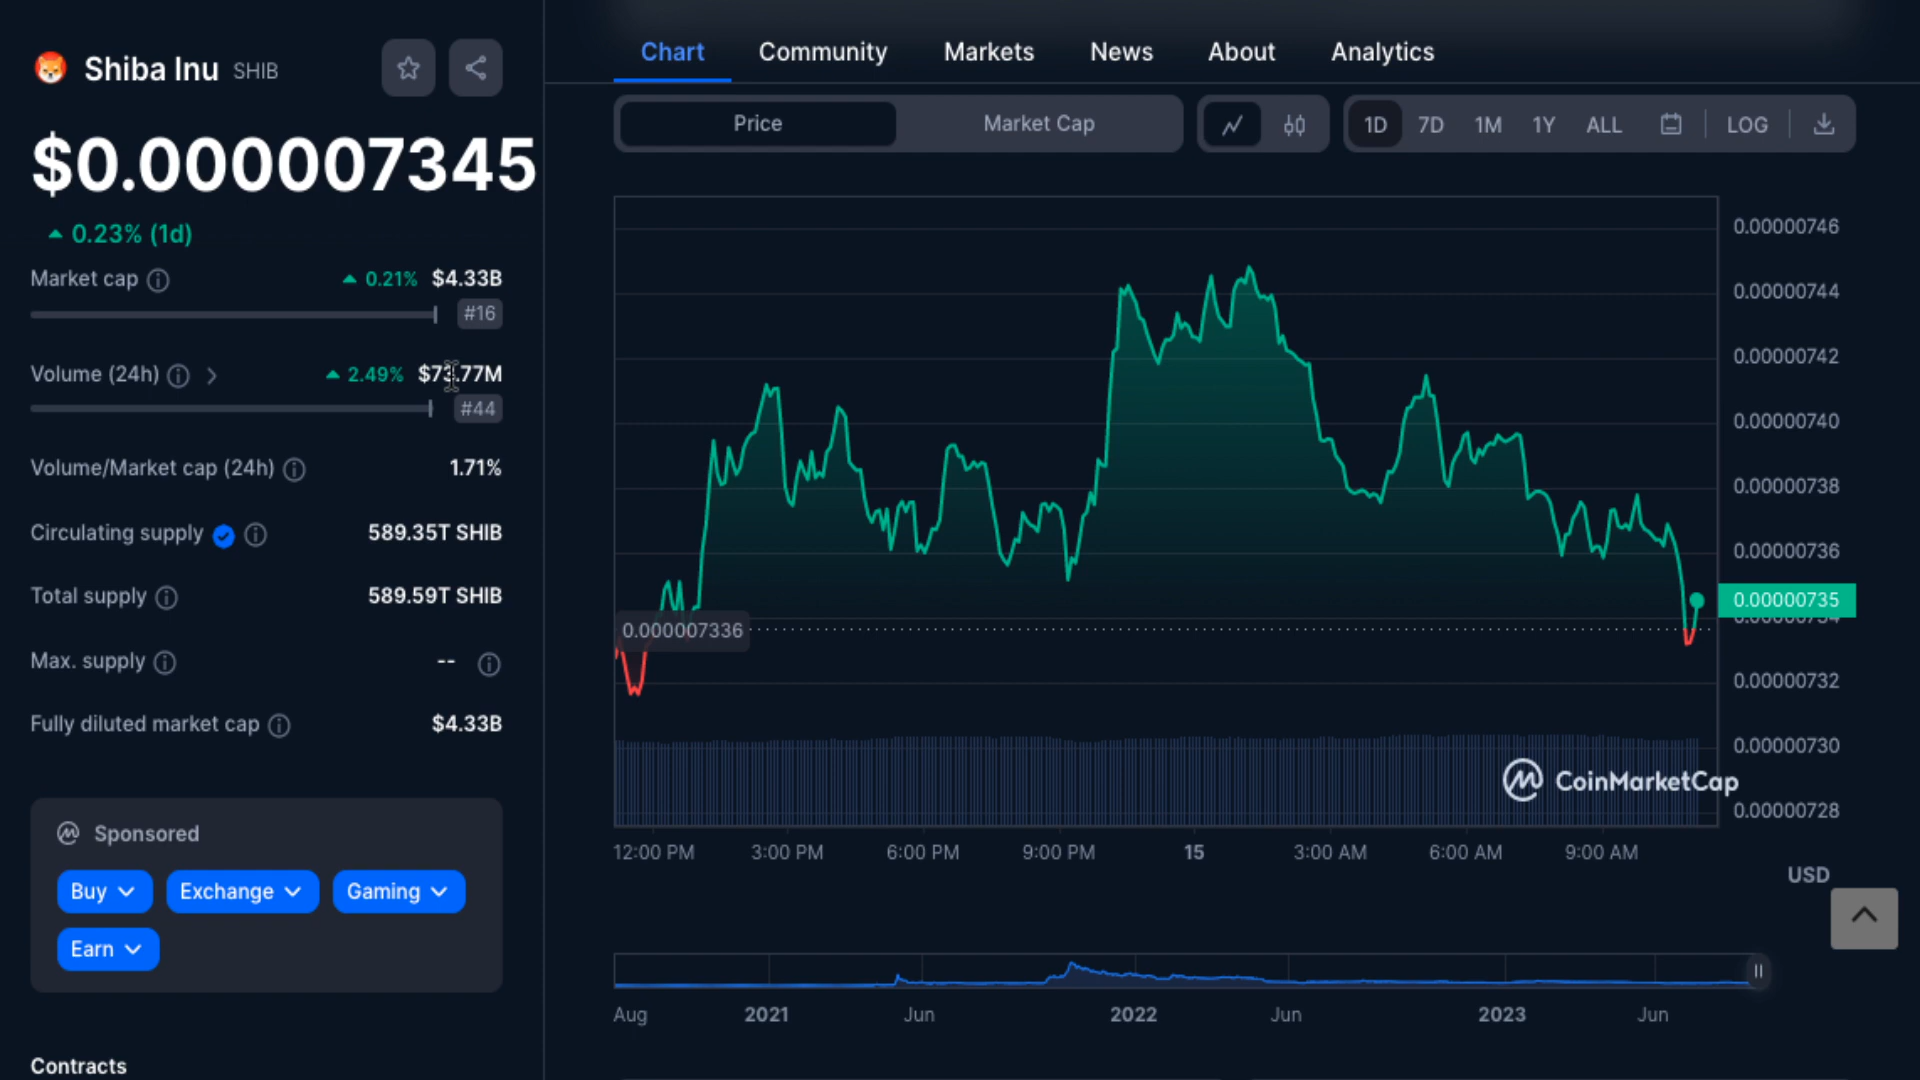 Shiba Inu SHIB
$0.000007345
0.23% (1d)
Market cap 0.21% $4.33B
#16
Volume (24h) 2.49%
#44
Volume/Market cap (24h) 1.71%
Circulating supply 589.35T SHIB
Total supply 589.59T SHIB
Max. supply --
Fully diluted market cap $4.33B
Sponsored
Buy Exchange Gaming
Earn
Contracts
Chart Community Markets News About Analytics
Price Market Cap 1D 7D 1M 1Y ALL LOG
0.00000746
0.00000744
0.00000742
0.00000740
0.00000738
0.00000736
0.00000735
0.000007336
0.00000732
0.00000730
CoinMarketCap
0.00000728
12:00 PM 3:00 PM 6:00 PM 9:00 PM 15 3:00 AM 6:00 AM 9:00 AM
USD
Aug 2021 Jun 2022 Jun 2023 Jun